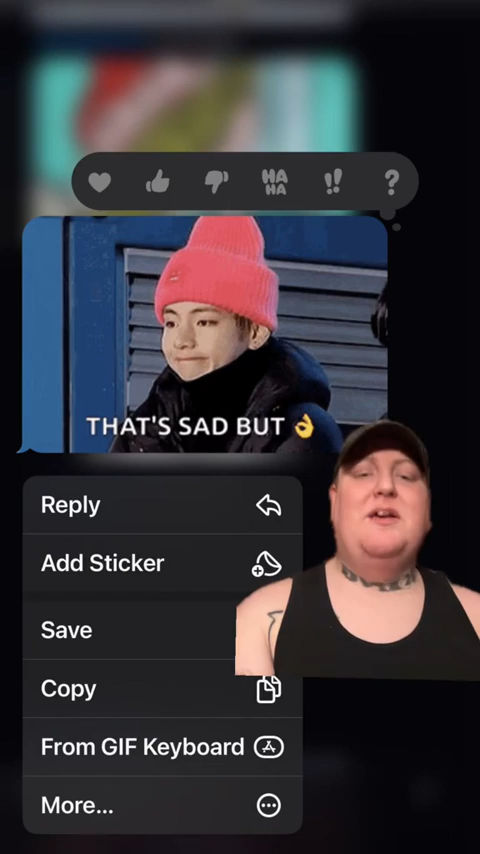 HA
HA
!!
?
THAT'S SAD BUT 👌
Reply
Add Sticker
Save
Copy
From GIF Keyboard
More...